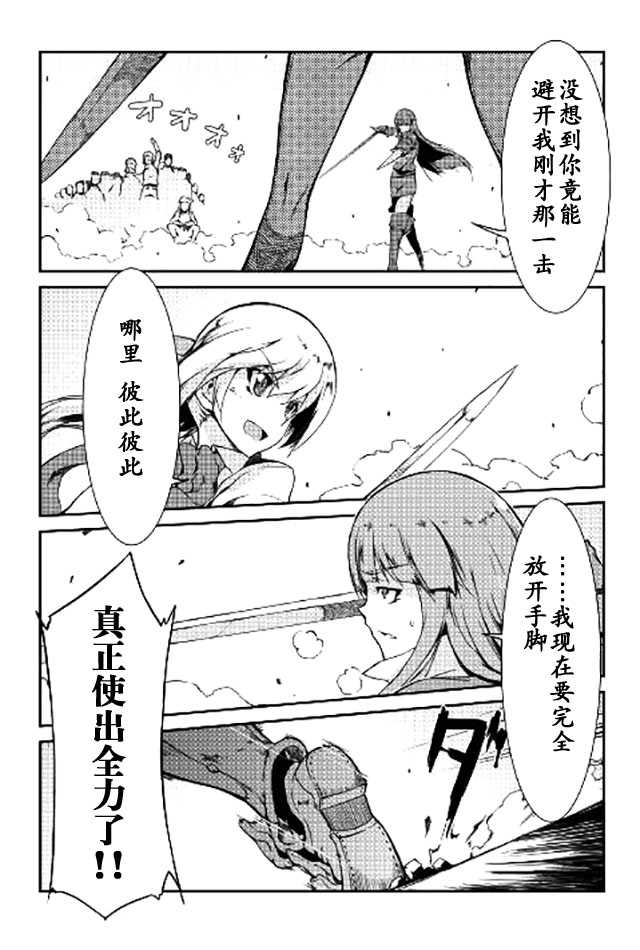 没想到你竟能
避开我刚才那一击
オオオオ
哪里 彼此彼此
……我现在要完全
放开手脚
真正使出全力了!!
ダッ